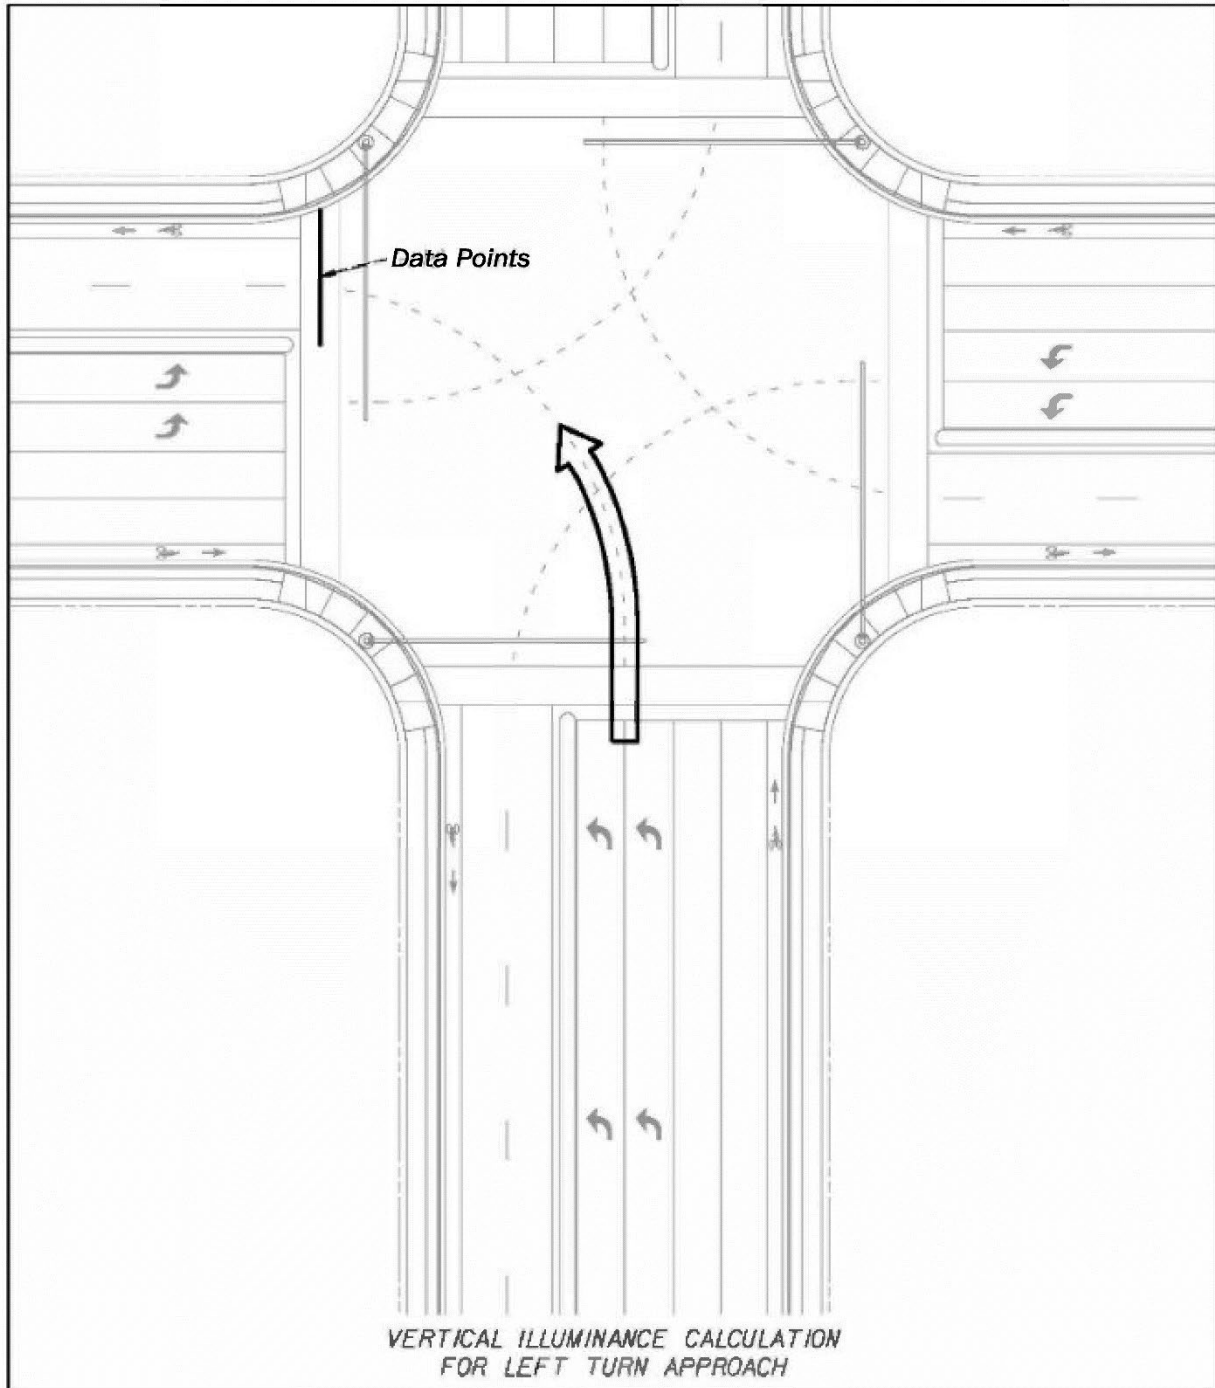 Data Points
VERTICAL ILLUMINANCE CALCULATION
FOR LEFT TURN APPROACH